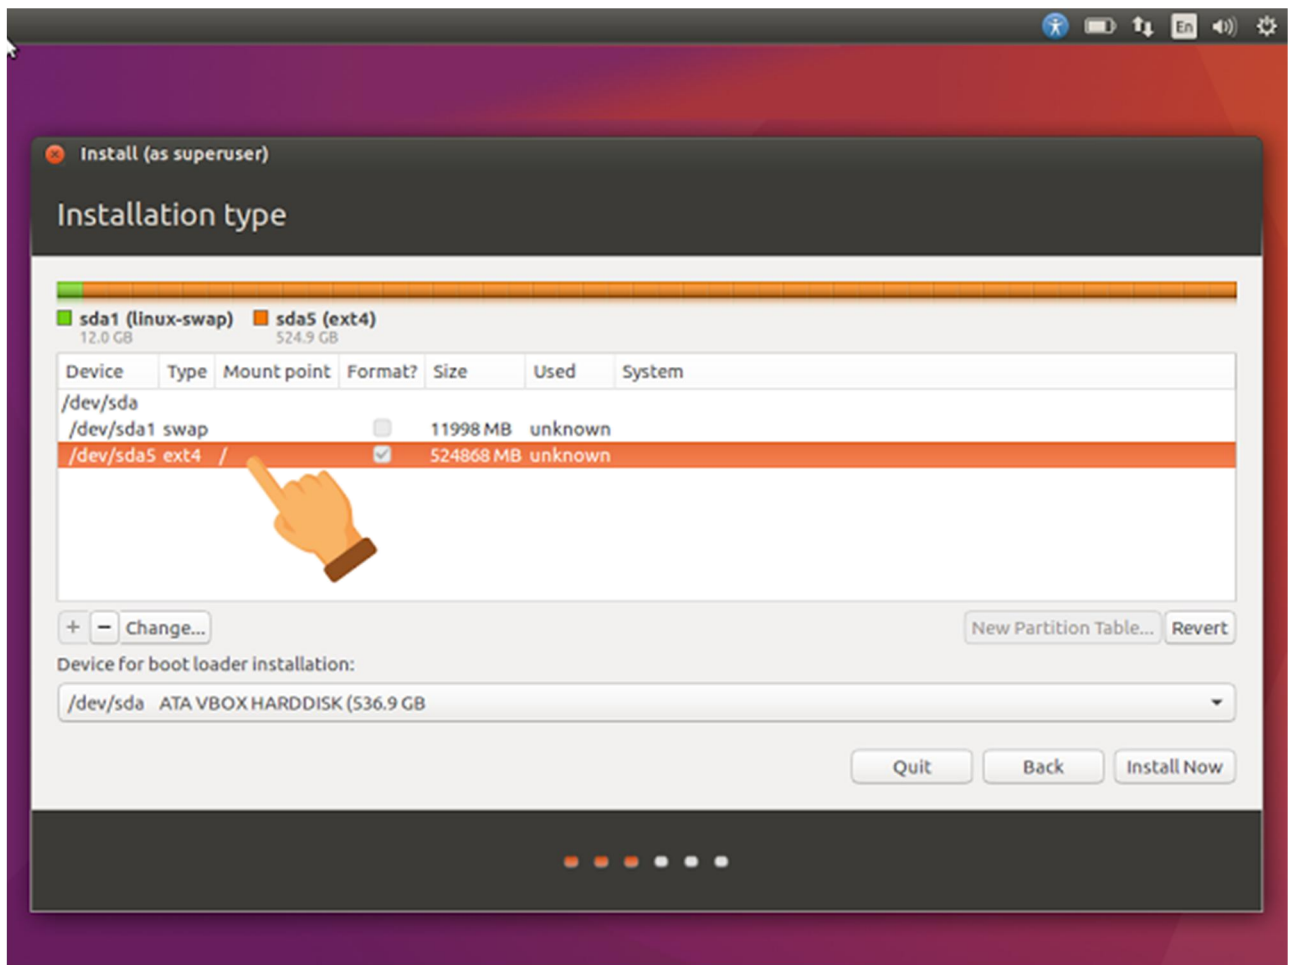 En
Install (as superuser)
Installation type
sda1 (linux-swap) sda5 (ext4)
12.0 GB 524.9 GB
Device Type Mount point Format? Size Used System
/dev/sda
/dev/sda1 swap 11998 MB unknown
/dev/sda5 ext4 / 524868 MB unknown
+ − Change... New Partition Table... Revert
Device for boot loader installation:
/dev/sda ATA VBOX HARDDISK (536.9 GB
Quit Back Install Now